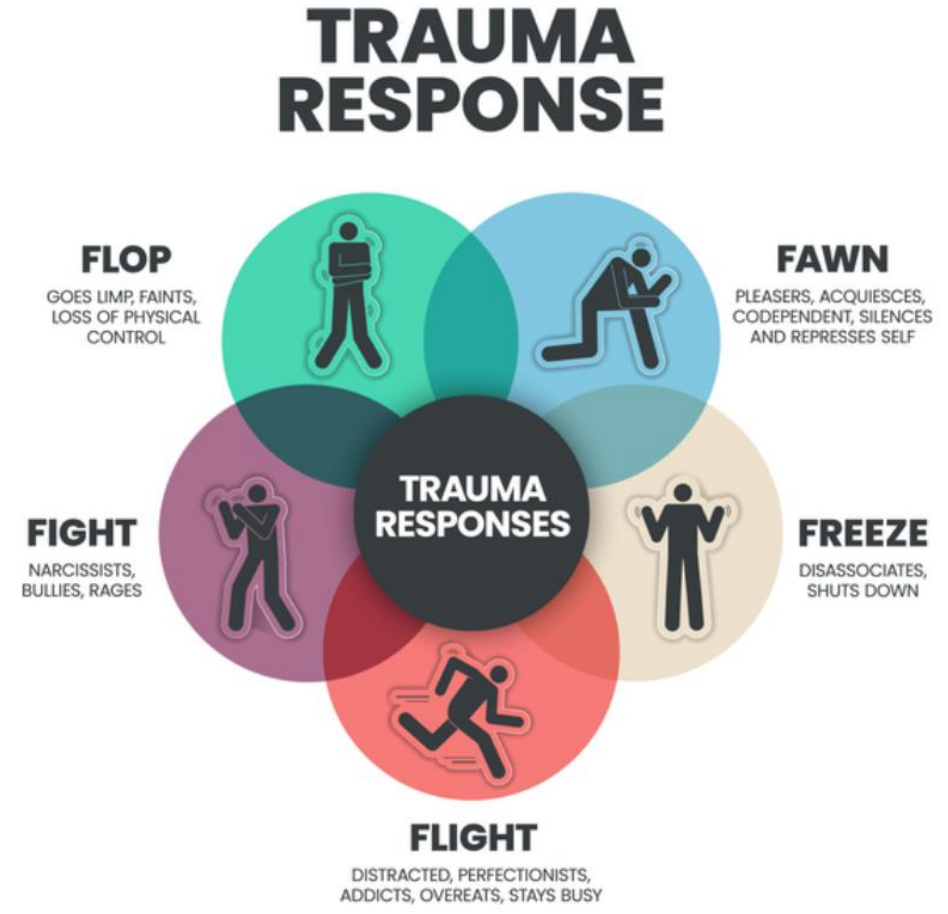 TRAUMA
RESPONSE
FLOP
GOES LIMP, FAINTS,
LOSS OF PHYSICAL
CONTROL
FAWN
PLEASERS, ACQUIESCES,
CODEPENDENT, SILENCES
AND REPRESSES SELF
TRAUMA
RESPONSES
FIGHT
NARCISSISTS,
BULLIES, RAGES
FREEZE
DISASSOCIATES,
SHUTS DOWN
FLIGHT
DISTRACTED, PERFECTIONISTS,
ADDICTS, OVEREATS, STAYS BUSY